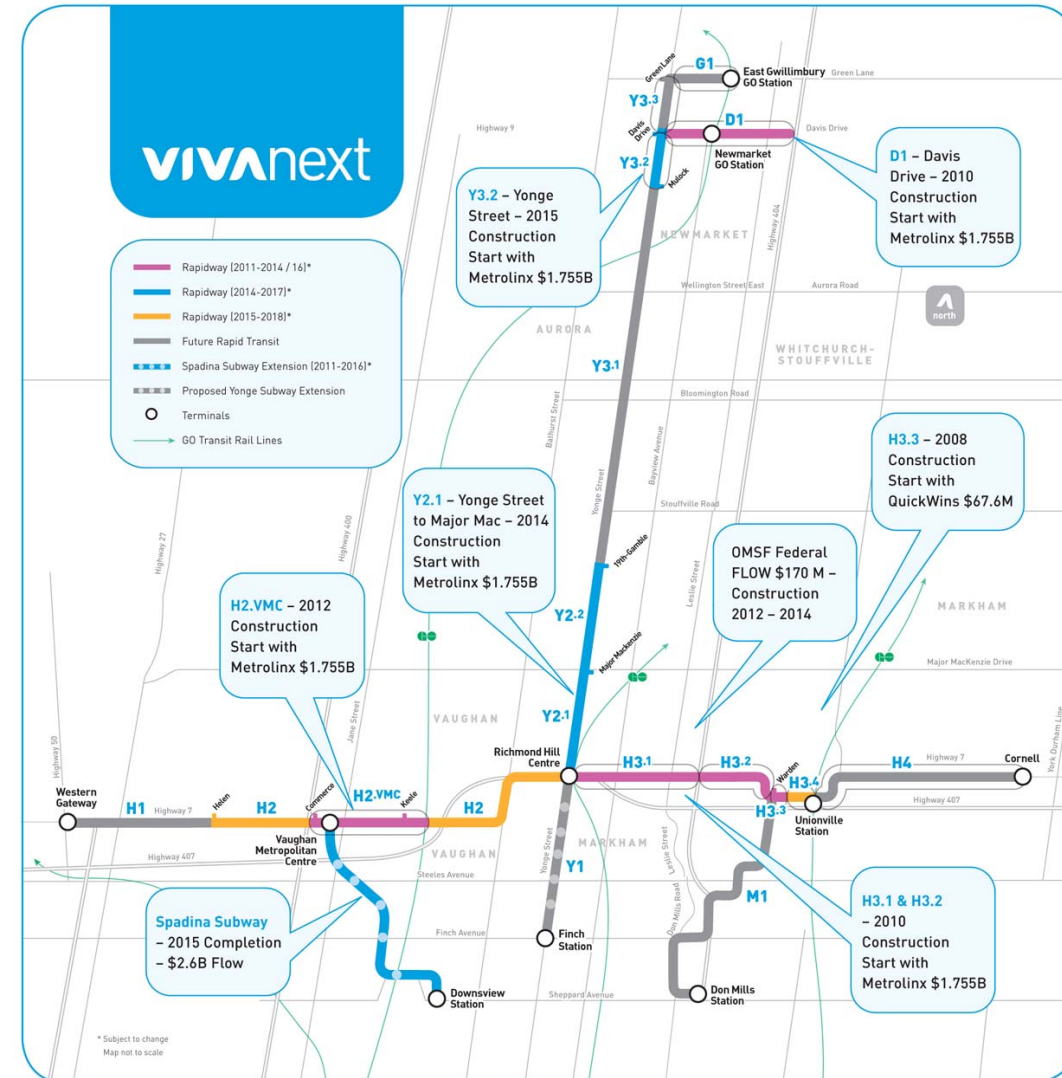 vivanext
Rapidway (2011-2014 / 16)*
Rapidway (2014-2017)*
Rapidway (2015-2018)*
Future Rapid Transit
Spadina Subway Extension (2011-2016)*
Proposed Yonge Subway Extension
Terminals
GO Transit Rail Lines
Green Lane
G1
East Gwillimbury
GO Station
Green Lane
Y3.3
D1
Davis
Drive
Davis Drive
Highway 9
Newmarket
GO Station
Y3.2
Mulock
Y3.2 – Yonge
Street – 2015
Construction
Start with
Metrolinx $1.755B
D1 – Davis
Drive – 2010
Construction
Start with
Metrolinx $1.755B
Highway 404
NEWMARKET
Wellington Street East
Aurora Road
north
AURORA
WHITCHURCH-
STOUFFVILLE
Y3.1
Bloomington Road
Bathurst Street
Bayview Avenue
Yonge Street
Stouffville Road
H3.3 – 2008
Construction
Start with
QuickWins $67.6M
Y2.1 – Yonge Street
to Major Mac – 2014
Construction
Start with
Metrolinx $1.755B
Highway 27
Highway 400
19th-Gamble
Leslie Street
OMSF Federal
FLOW $170 M –
Construction
2012 – 2014
H2.VMC – 2012
Construction
Start with
Metrolinx $1.755B
Y2.2
MARKHAM
Major Mackenzie
Major MacKenzie Drive
Jane Street
VAUGHAN
Y2.1
Highway 50
York Durham Line
Richmond Hill
Centre
H3.1
H3.2
Warden
H3.4
H4
Highway 7
Cornell
Western
Gateway
H1
Highway 7
Helen
H2
Commerce
H2.VMC
Keele
H2
H3.3
Highway 407
Unionville
Station
Vaughan
Metropolitan
Centre
Highway 407
VAUGHAN
Steeles Avenue
Yonge Street
Y1
MARKHAM
Leslie Street
Don Mills Road
M1
Spadina Subway
– 2015 Completion
– $2.6B Flow
Finch Avenue
Finch
Station
H3.1 & H3.2
– 2010
Construction
Start with
Metrolinx $1.755B
Downsview
Station
Sheppard Avenue
Don Mills
Station
* Subject to change
Map not to scale